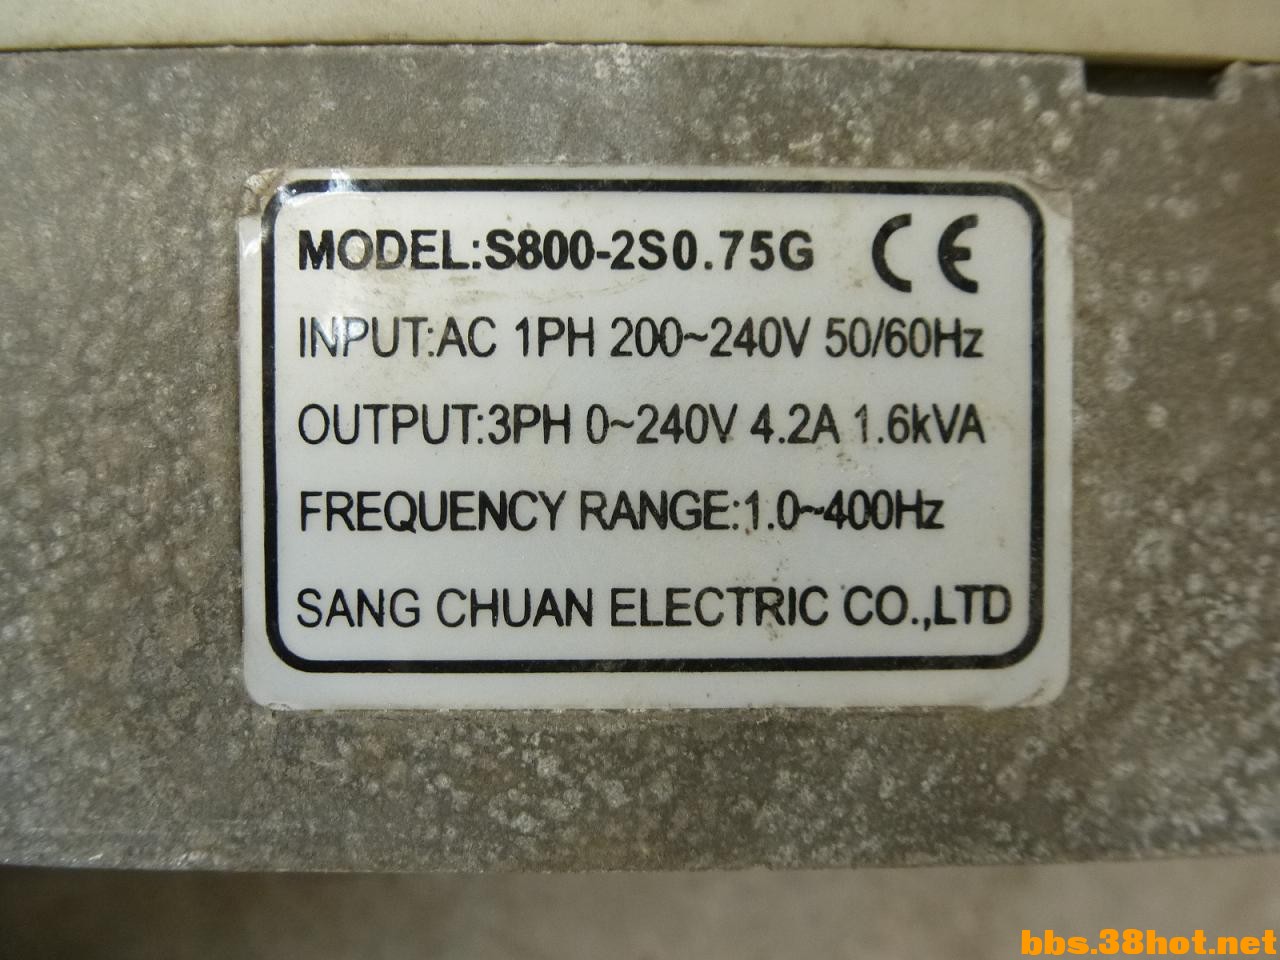 MODEL:S800-2S0.75G CE
INPUT:AC 1PH 200~240V 50/60Hz
OUTPUT:3PH 0~240V 4.2A 1.6kVA
FREQUENCY RANGE:1.0~400Hz
SANG CHUAN ELECTRIC CO.,LTD
bbs.38hot.net